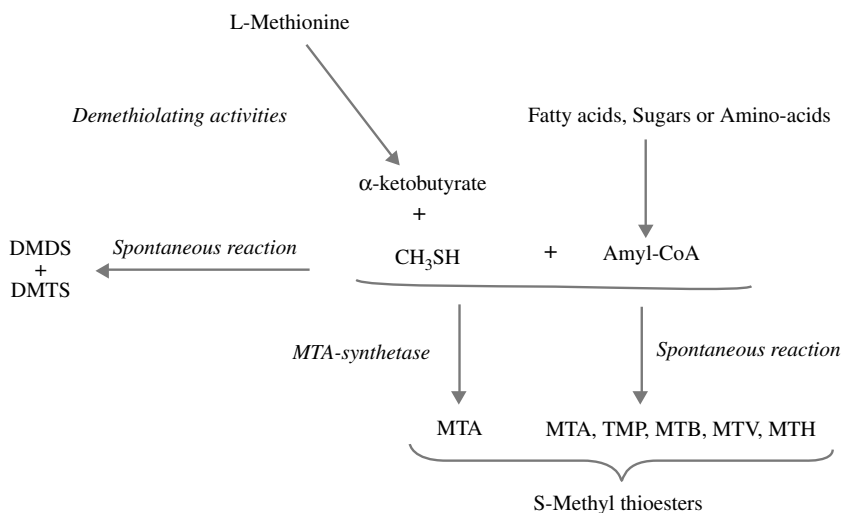 L-Methionine
Demethiolating activities
Fatty acids, Sugars or Amino-acids
α-ketobutyrate
+
DMDS
+
DMTS
Spontaneous reaction
CH₃SH
+
Amyl-CoA
MTA-synthetase
Spontaneous reaction
MTA
MTA, TMP, MTB, MTV, MTH
S-Methyl thioesters